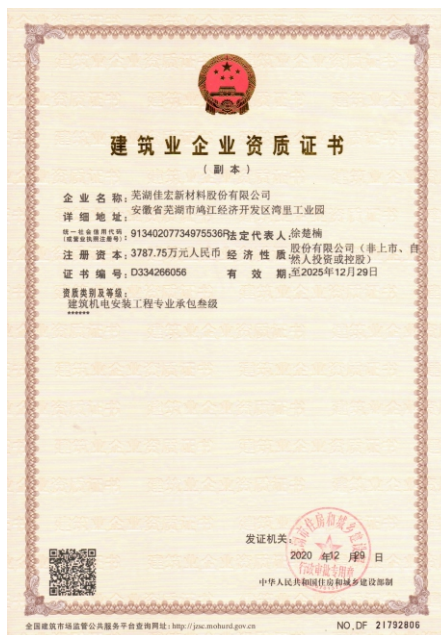 建筑业企业资质证书
（副本）
企业名称：芜湖佳宏新材料股份有限公司
详细地址：安徽省芜湖市鸠江经济开发区湾里工业园
统一社会信用代码
（或营业执照注册号）：91340207734975536R 法定代表人：徐楚楠
注册资本：3787.75万元人民币 经济性质：股份有限公司（非上市、自
然人投资或控股）
证书编号：D334266056 有效期：至2025年12月29日
资质类别及等级：
建筑机电安装工程专业承包叁级
******
发证机关：
2020 年12 月29 日
行政审批专用章
中华人民共和国住房和城乡建设部制
全国建筑市场监管公共服务平台查询网址：http://jzsc.mohurd.gov.cn
NO.DF 21792806